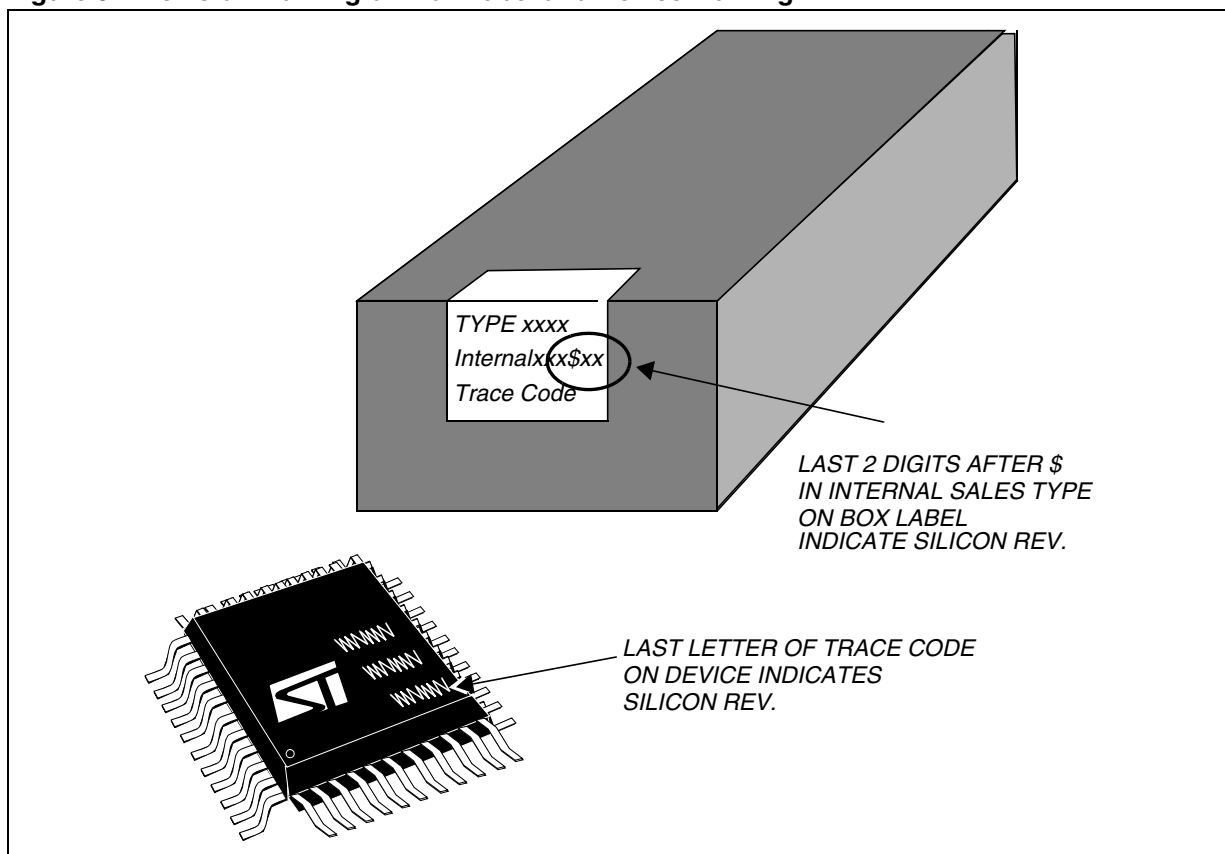 TYPE xxxx
Internalxxx$xx
Trace Code
LAST 2 DIGITS AFTER $
IN INTERNAL SALES TYPE
ON BOX LABEL
INDICATE SILICON REV.
ST
LAST LETTER OF TRACE CODE
ON DEVICE INDICATES
SILICON REV.